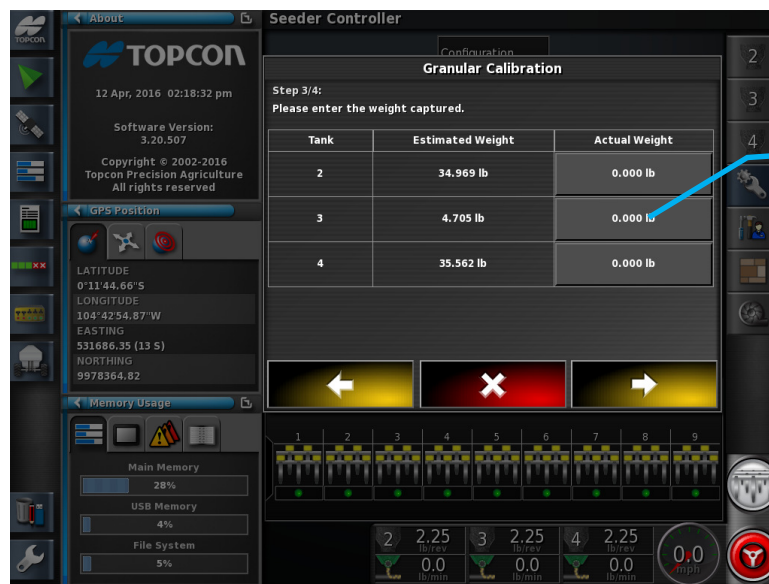 TOPCON
About
TOPCON
12 Apr, 2016 02:18:32 pm
Software Version:
3.20.507
Copyright © 2002-2016
Topcon Precision Agriculture
All rights reserved
GPS Position
LATITUDE
0°11'44.66"S
LONGITUDE
104°42'54.87"W
EASTING
531686.35 (13 S)
NORTHING
9978364.82
Memory Usage
Main Memory
28%
USB Memory
4%
File System
5%
Seeder Controller
Configuration
Granular Calibration
Step 3/4:
Please enter the weight captured.
Tank Estimated Weight Actual Weight
2 34.969 lb 0.000 lb
3 4.705 lb 0.000 lb
4 35.562 lb 0.000 lb
1 2 3 4 5 6 7 8 9
2 2.25 3 2.25 4 2.25
lb/rev lb/rev lb/rev
0.0 0.0 0.0 0.0
lb/min lb/min lb/min mph
2
3
4